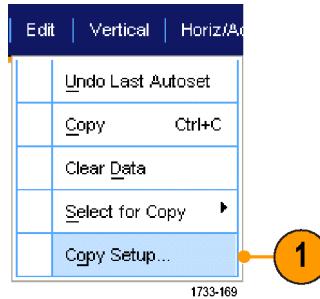 Edit | Vertical | Horiz/Ac
Undo Last Autoset
Copy Ctrl+C
Clear Data
Select for Copy
Copy Setup...
1
1733-169